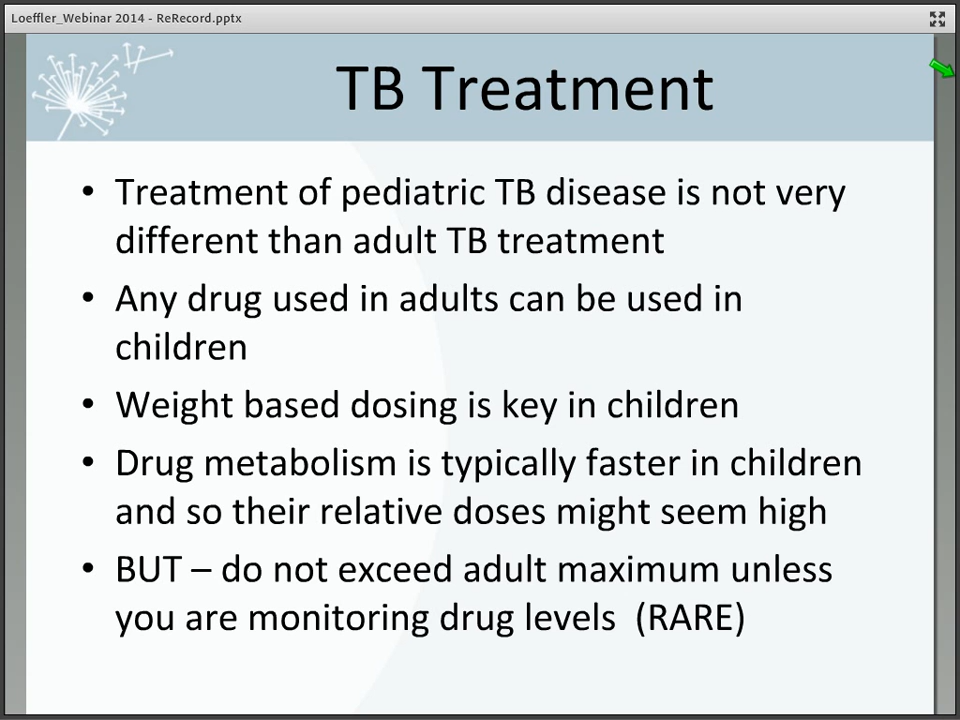 Loeffler_Webinar 2014 - ReRecord.pptx
TB Treatment
• Treatment of pediatric TB disease is not very
different than adult TB treatment
• Any drug used in adults can be used in
children
• Weight based dosing is key in children
• Drug metabolism is typically faster in children
and so their relative doses might seem high
• BUT – do not exceed adult maximum unless
you are monitoring drug levels  (RARE)